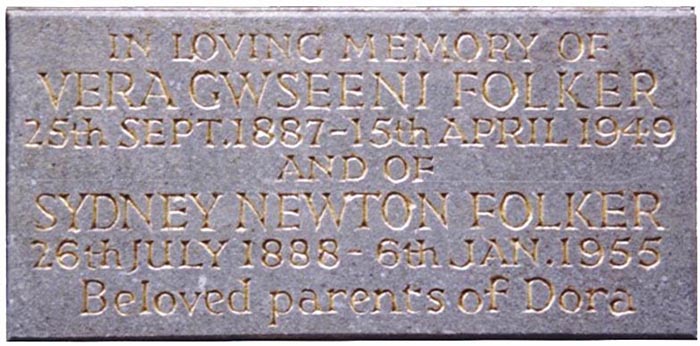 IN LOVING MEMORY OF
VERA GWSEENI FOLKER
25th SEPT. 1887-15th APRIL 1949
AND OF
SYDNEY NEWTON FOLKER
26th JULY 1888-6th JAN. 1955
Beloved parents of Dora